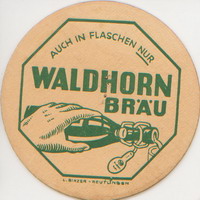 AUCH IN FLASCHEN NUR
WALDHORN
BRÄU